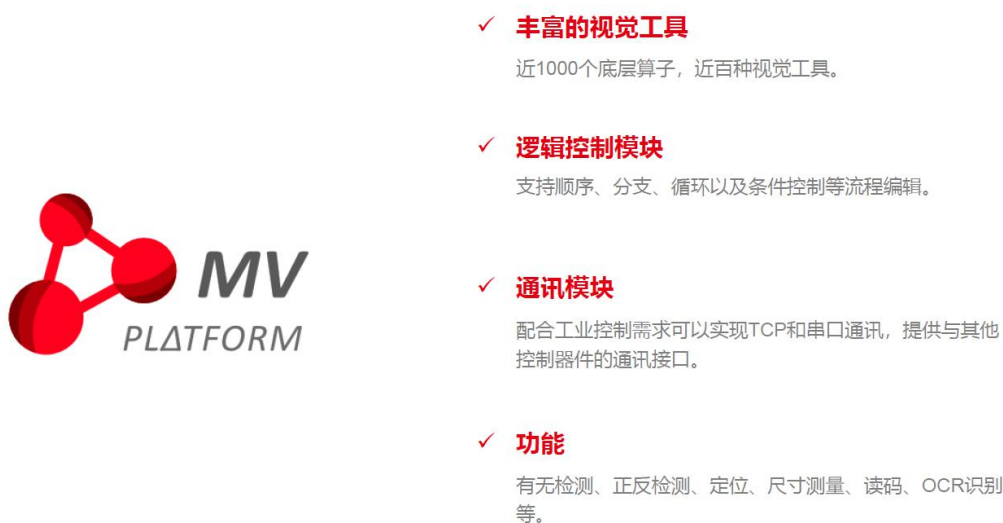 丰富的视觉工具
近1000个底层算子，近百种视觉工具。
逻辑控制模块
支持顺序、分支、循环以及条件控制等流程编辑。
MV
PLΔTFORM
通讯模块
配合工业控制需求可以实现TCP和串口通讯，提供与其他
控制器件的通讯接口。
功能
有无检测、正反检测、定位、尺寸测量、读码、OCR识别
等。